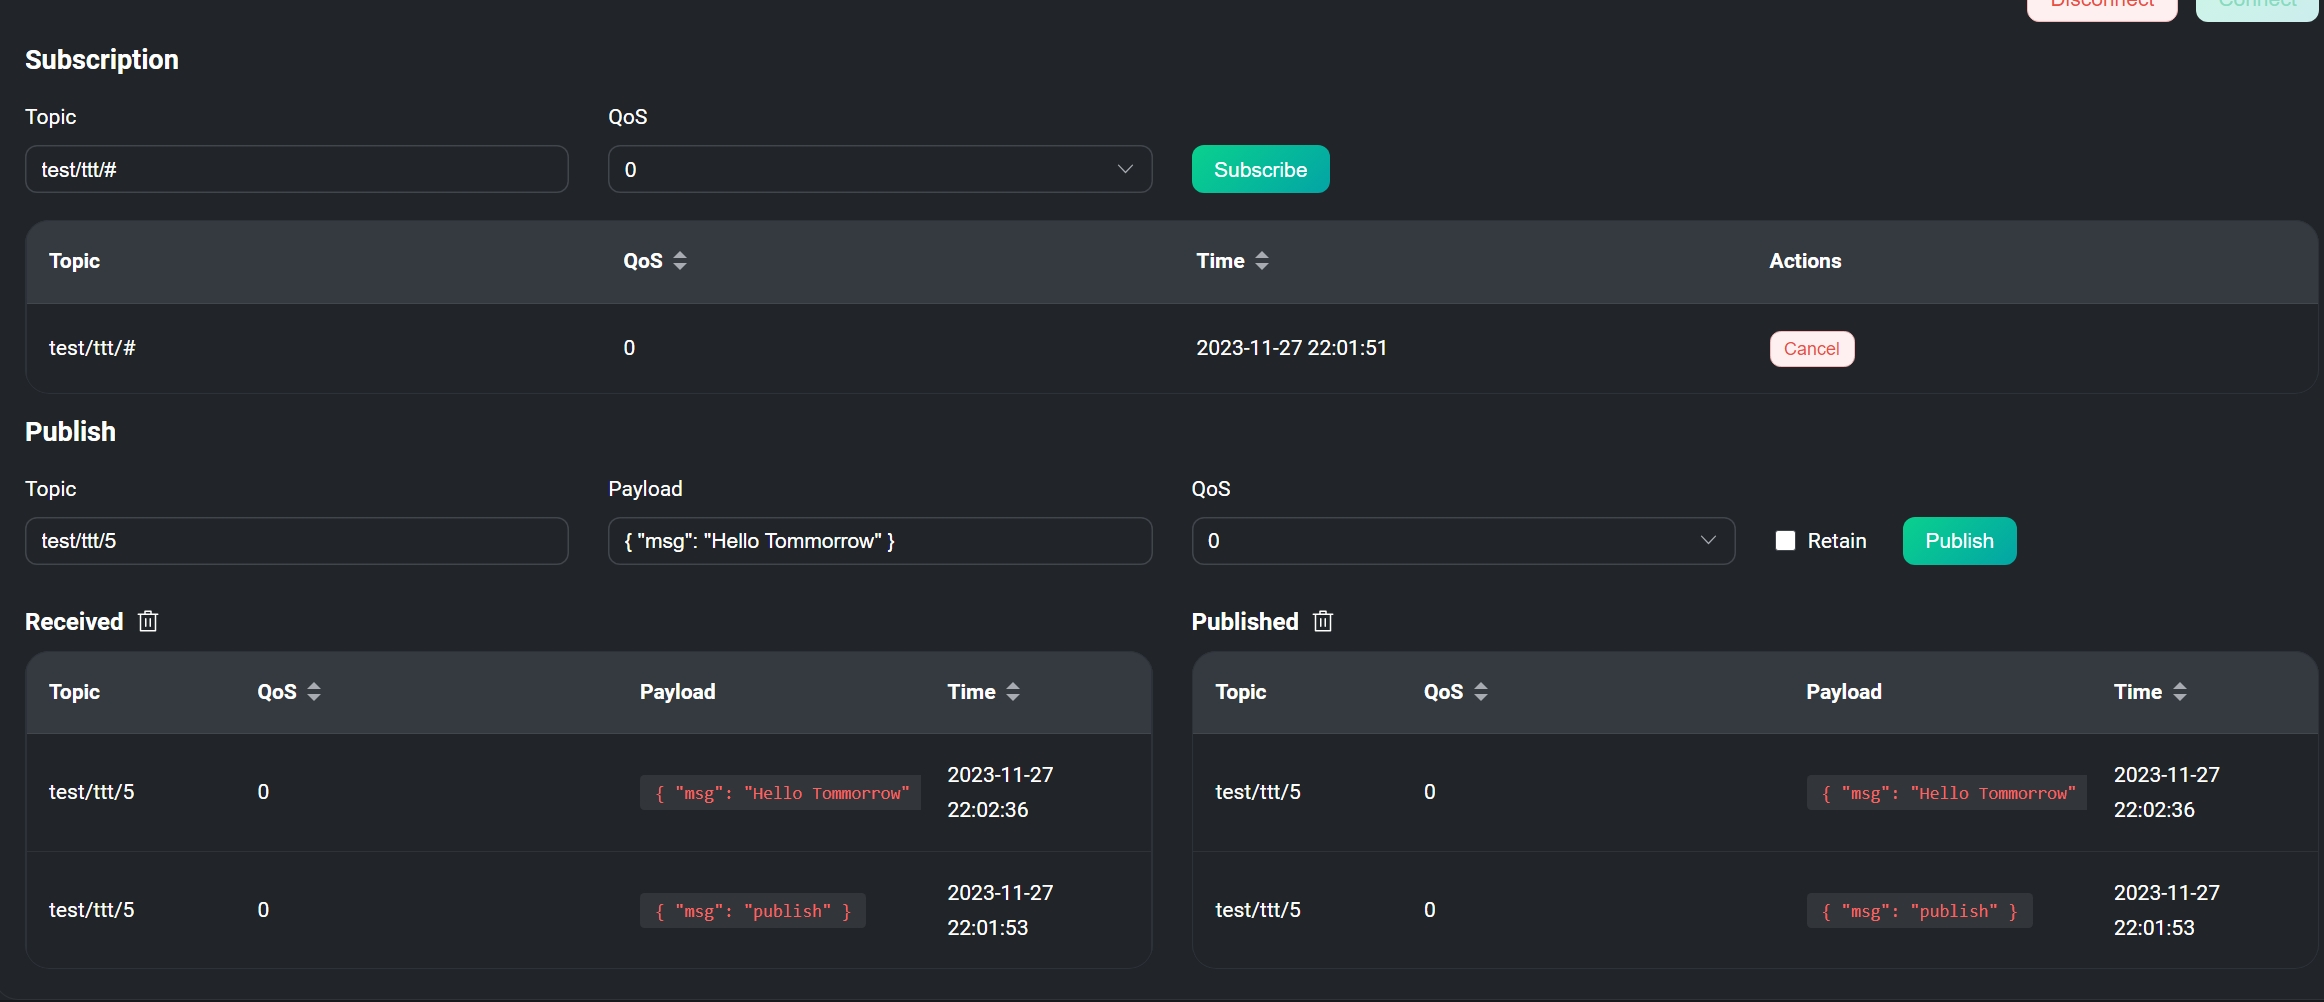 Disconnect Connect
Subscription
Topic QoS
test/ttt/# 0 Subscribe
Topic QoS Time Actions
test/ttt/# 0 2023-11-27 22:01:51 Cancel
Publish
Topic Payload QoS
test/ttt/5 { "msg": "Hello Tommorrow" } 0 Retain Publish
Received Published
Topic QoS Payload Time
test/ttt/5 0 { "msg": "Hello Tommorrow" 2023-11-27
22:02:36
test/ttt/5 0 { "msg": "publish" } 2023-11-27
22:01:53
Topic QoS Payload Time
test/ttt/5 0 { "msg": "Hello Tommorrow" 2023-11-27
22:02:36
test/ttt/5 0 { "msg": "publish" } 2023-11-27
22:01:53